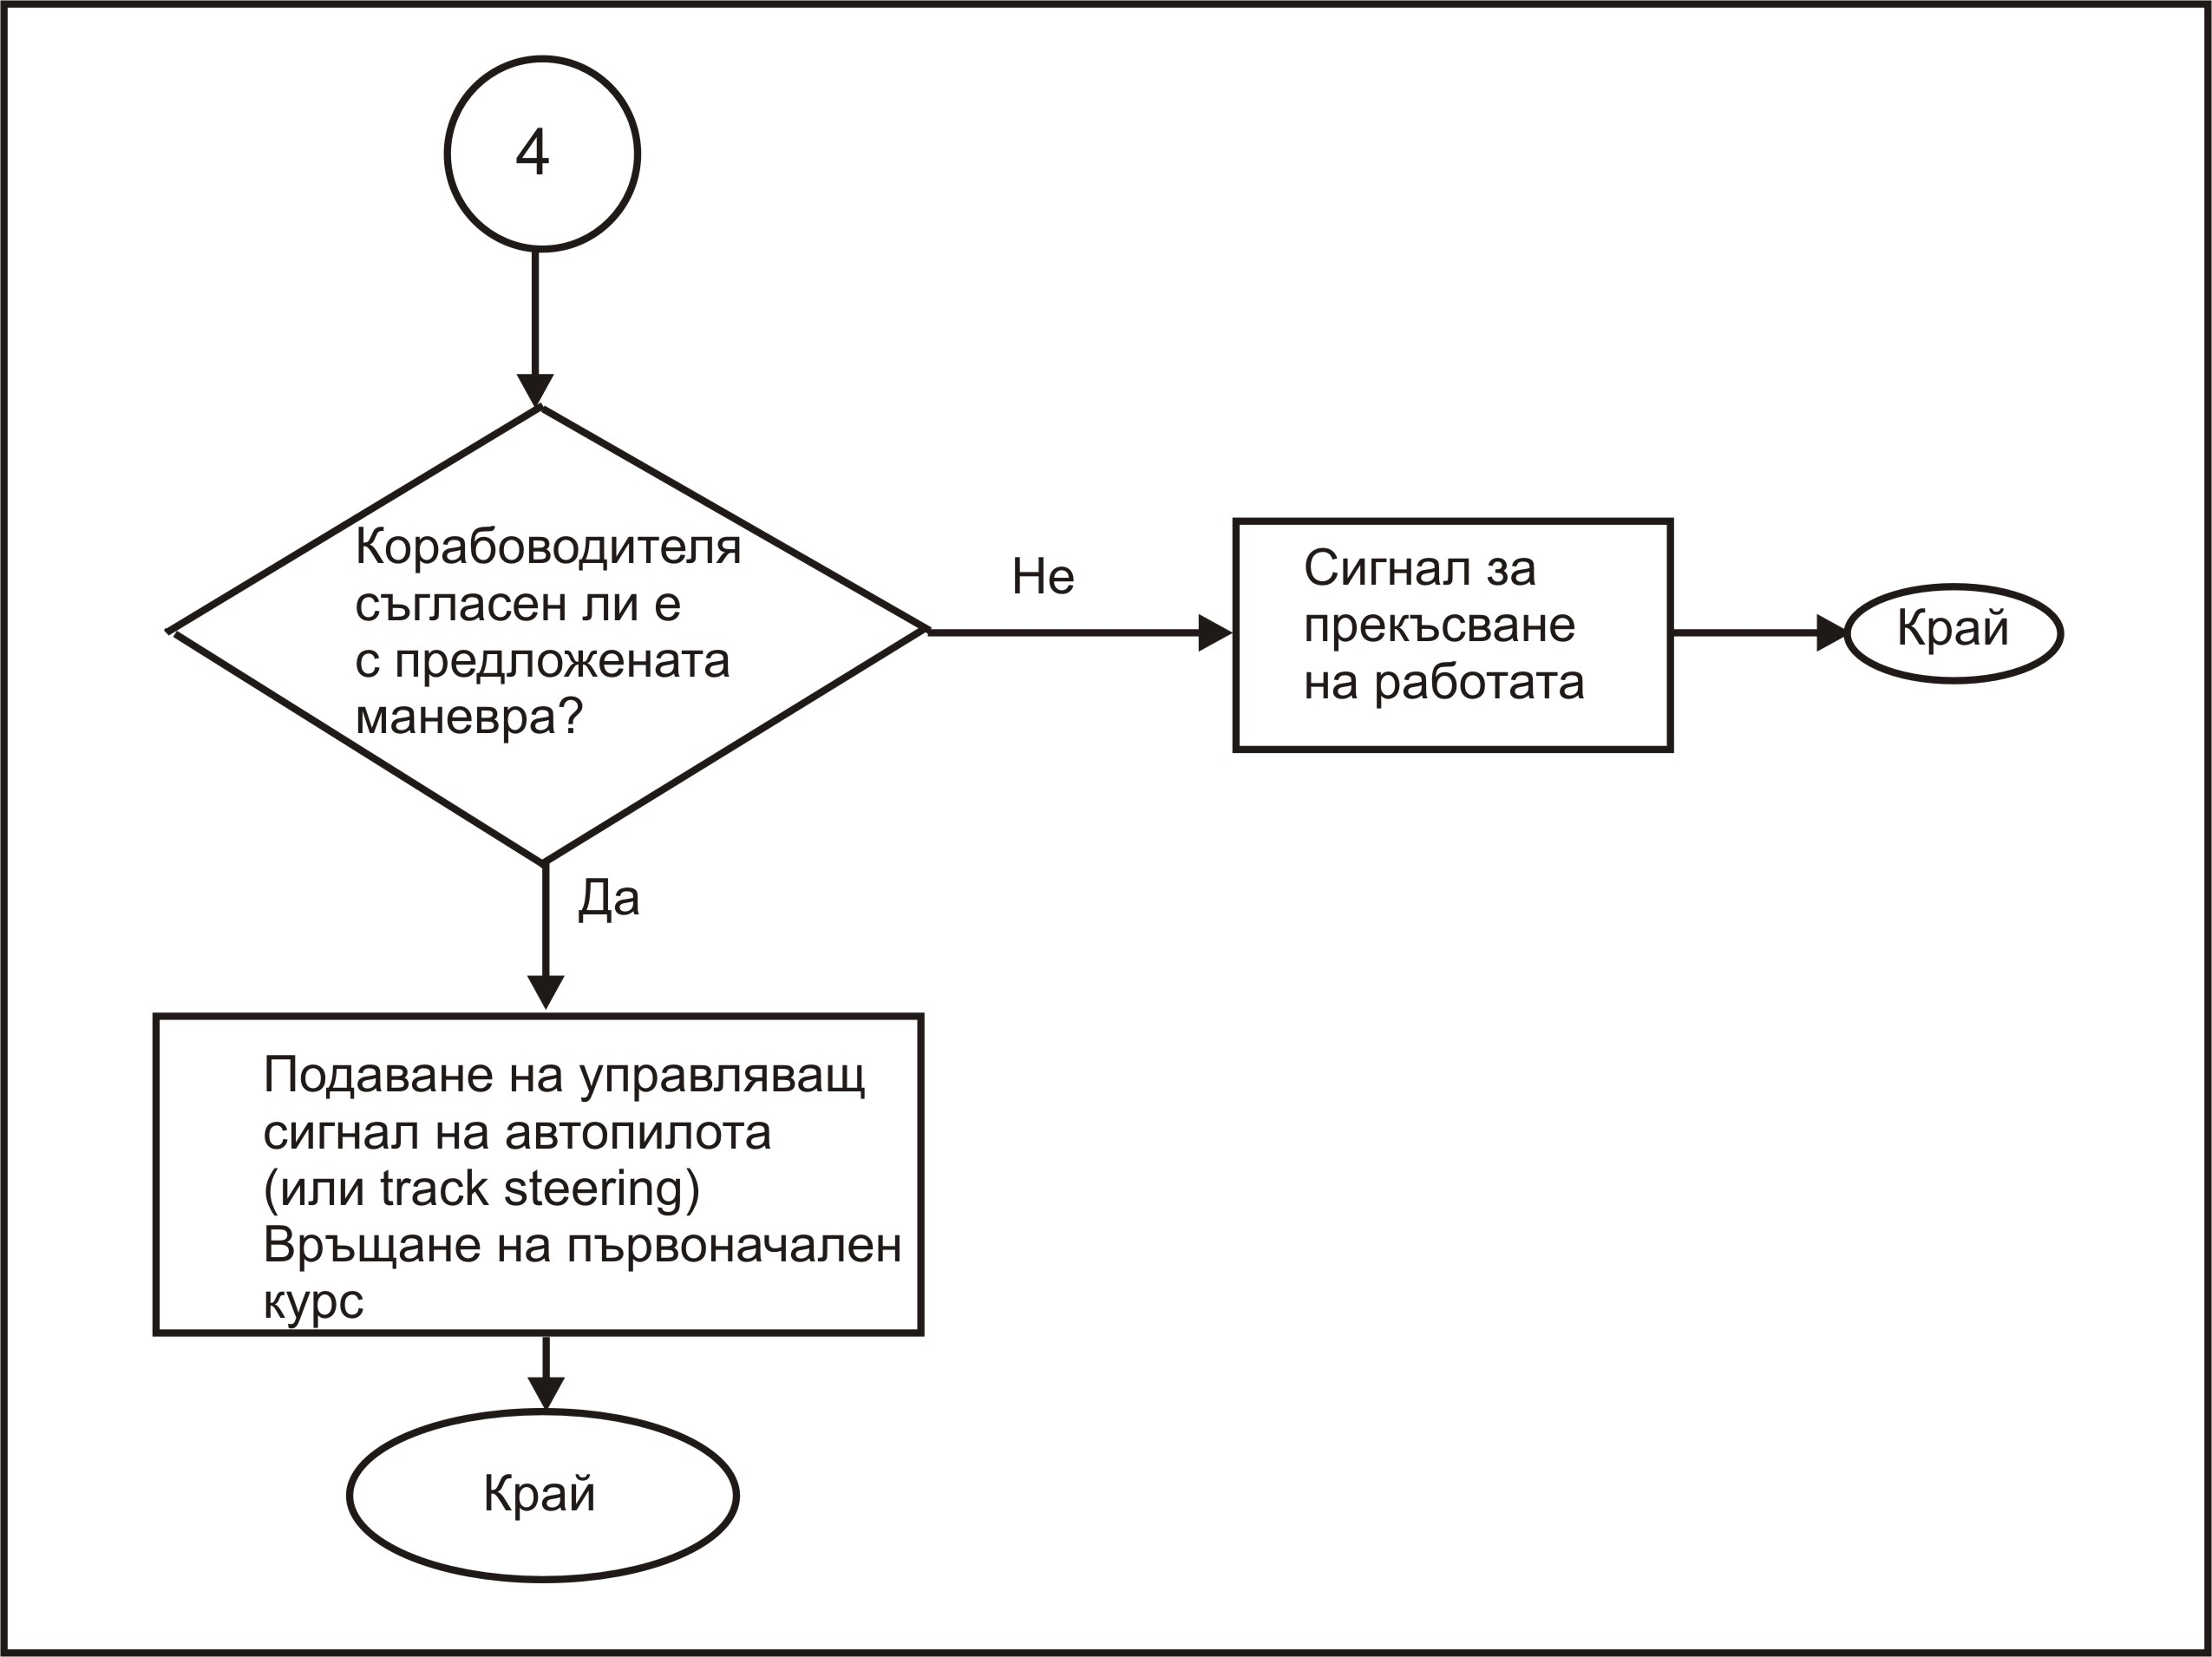 4
Корабоводителя
съгласен ли е
с предложената
маневра?
Не
Сигнал за
прекъсване
на работата
Край
Да
Подаване на управляващ
сигнал на автопилота
(или track steering)
Връщане на първоначален
курс
Край